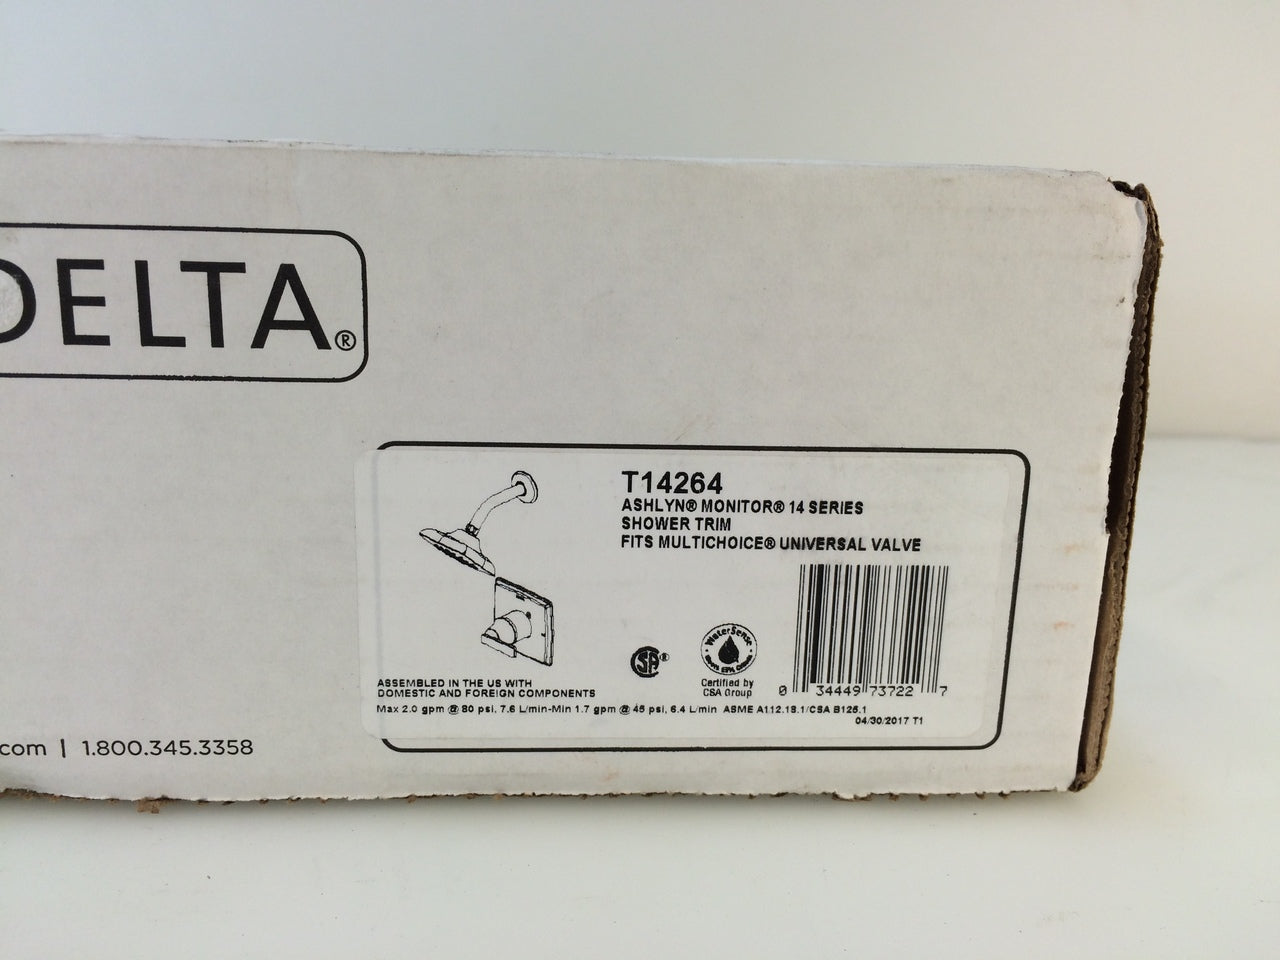 DELTA®
T14264
ASHLYN® MONITOR® 14 SERIES
SHOWER TRIM
FITS MULTICHOICE® UNIVERSAL VALVE
SA®
WaterSense
Certified by
CSA Group
0 34449 73722 7
ASSEMBLED IN THE US WITH
DOMESTIC AND FOREIGN COMPONENTS
Max 2.0 gpm @ 80 psi, 7.6 L/min-Min 1.7 gpm @ 45 psi, 6.4 L/min ASME A112.18.1/CSA B125.1
04/30/2017 T1
.com | 1.800.345.3358